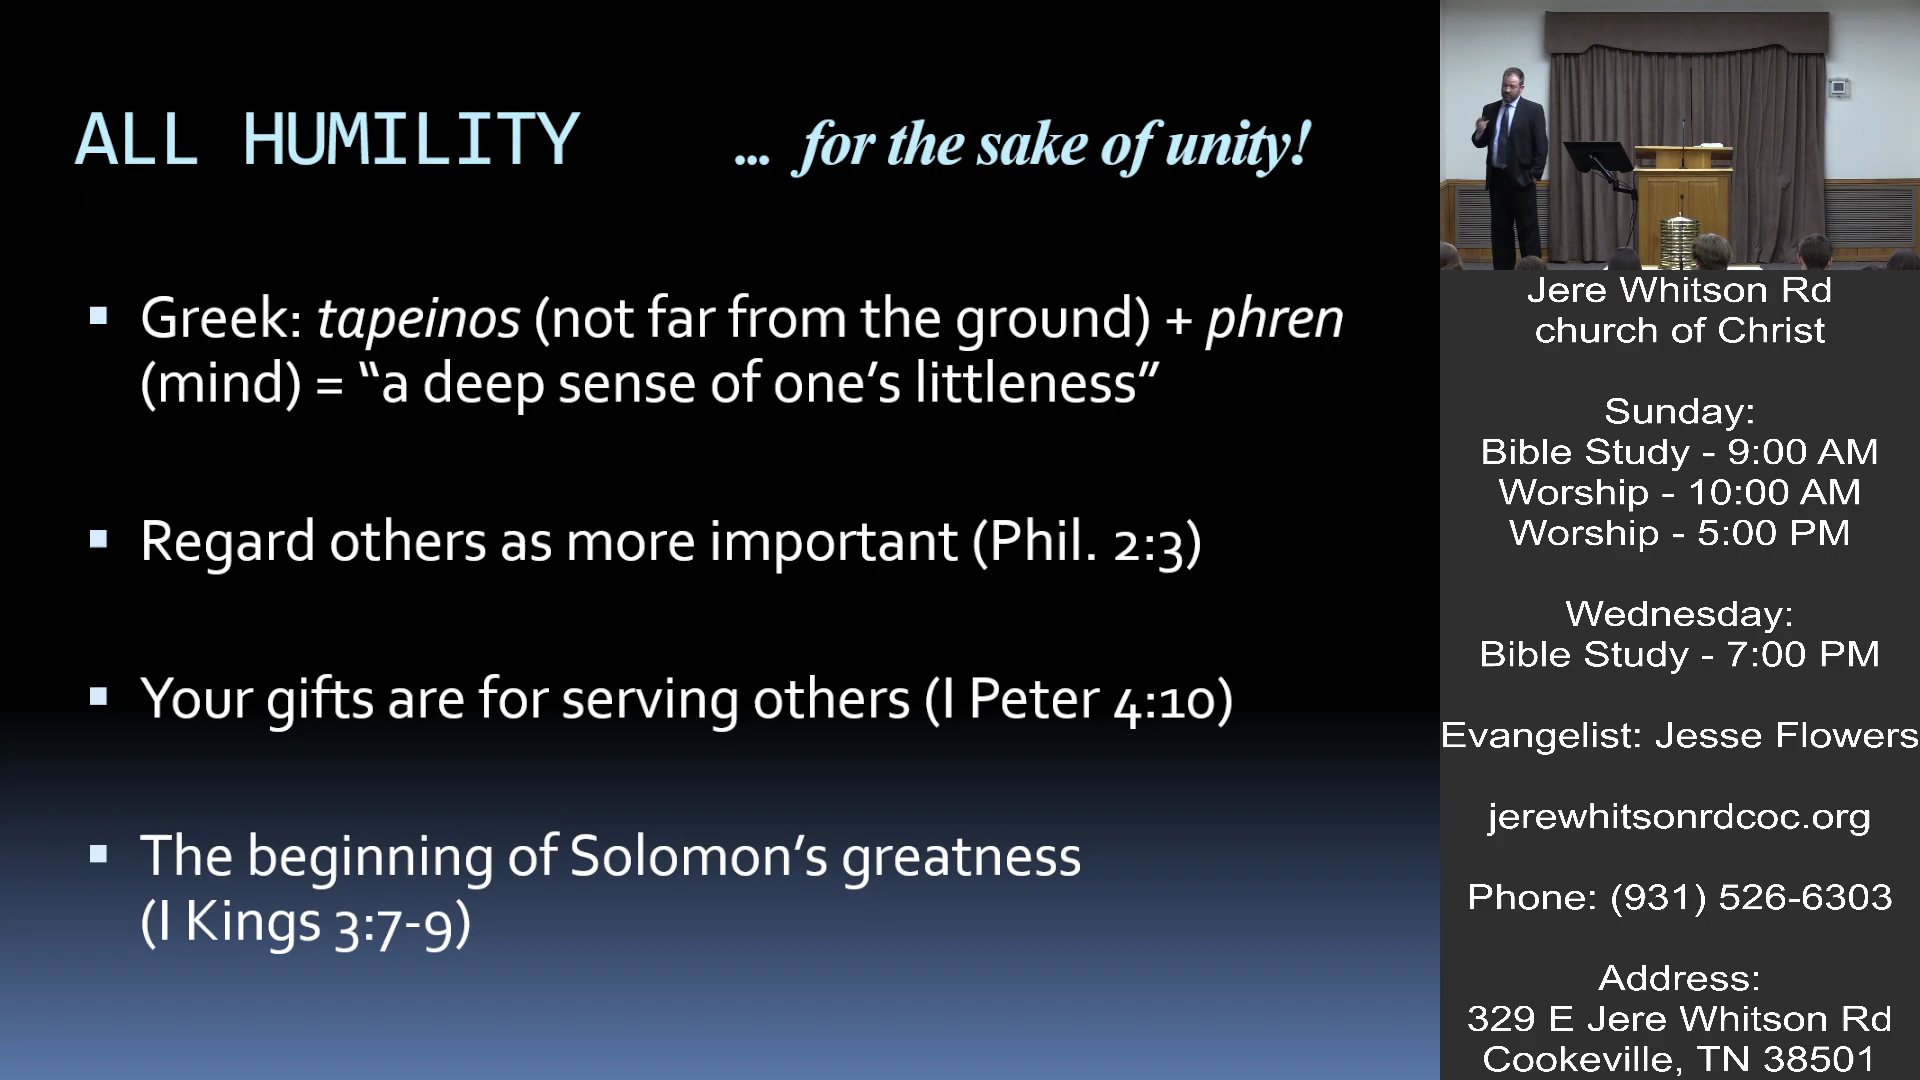 ALL HUMILITY ... for the sake of unity!
Greek: tapeinos (not far from the ground) + phren
(mind) = “a deep sense of one’s littleness”
Regard others as more important (Phil. 2:3)
Your gifts are for serving others (I Peter 4:10)
The beginning of Solomon’s greatness
(I Kings 3:7-9)
Jere Whitson Rd
church of Christ
Sunday:
Bible Study - 9:00 AM
Worship - 10:00 AM
Worship - 5:00 PM
Wednesday:
Bible Study - 7:00 PM
Evangelist: Jesse Flowers
jerewhitsonrdcoc.org
Phone: (931) 526-6303
Address:
329 E Jere Whitson Rd
Cookeville, TN 38501